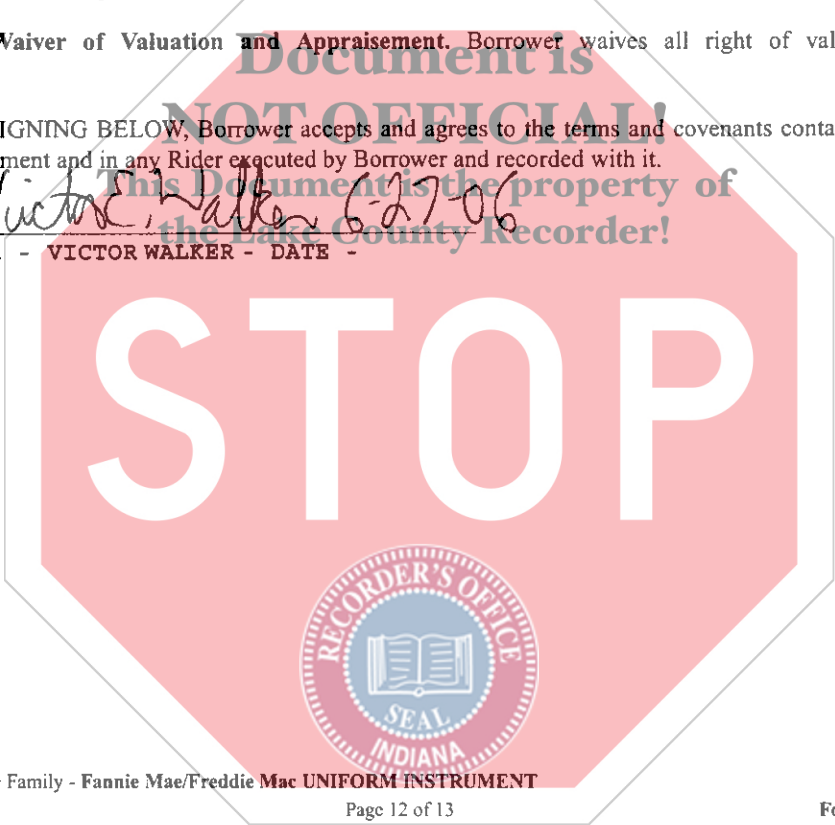 Waiver of Valuation and Appraisement. Borrower waives all right of val
Document is
IGNING BELOW, Borrower accepts and agrees to the terms and covenants conta
NOT OFFICIAL!
ment and in any Rider executed by Borrower and recorded with it.
This Document is the property of
Victor E. Walker 6-27-06
the Lake County Recorder!
- VICTOR WALKER - DATE -
STOP
RECORDER'S OFFICE
SEAL
INDIANA
Family - Fannie Mae/Freddie Mac UNIFORM INSTRUMENT
Page 12 of 13
Fo